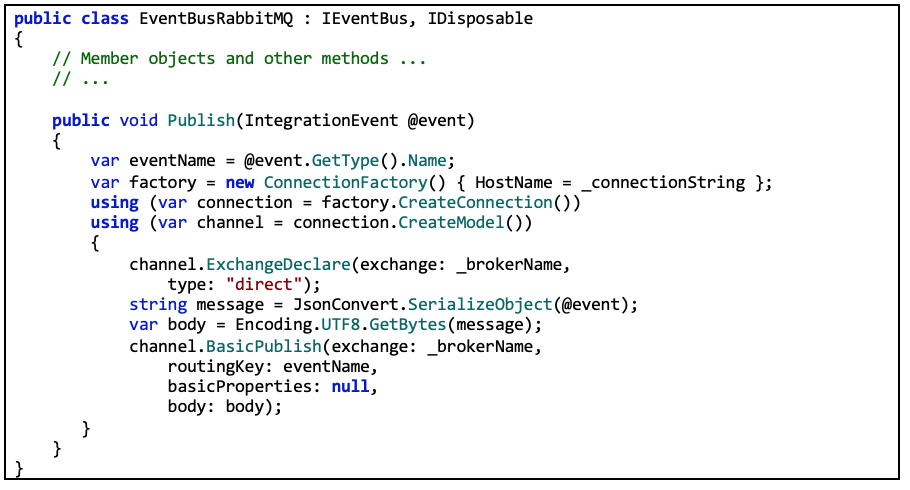 public class EventBusRabbitMQ : IEventBus, IDisposable
{
    // Member objects and other methods ...
    // ...

    public void Publish(IntegrationEvent @event)
    {
        var eventName = @event.GetType().Name;
        var factory = new ConnectionFactory() { HostName = _connectionString };
        using (var connection = factory.CreateConnection())
        using (var channel = connection.CreateModel())
        {
            channel.ExchangeDeclare(exchange: _brokerName,
                type: "direct");
            string message = JsonConvert.SerializeObject(@event);
            var body = Encoding.UTF8.GetBytes(message);
            channel.BasicPublish(exchange: _brokerName,
                routingKey: eventName,
                basicProperties: null,
                body: body);
       }
    }
}